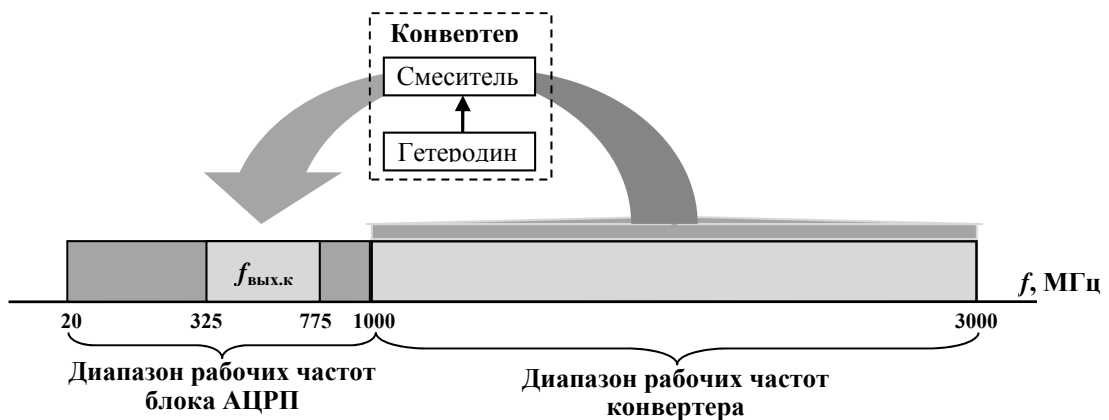 Конвертер
Смеситель
Гетеродин
fвых.к
f, МГц
20 325 775 1000 3000
Диапазон рабочих частот
блока АЦРП
Диапазон рабочих частот
конвертера